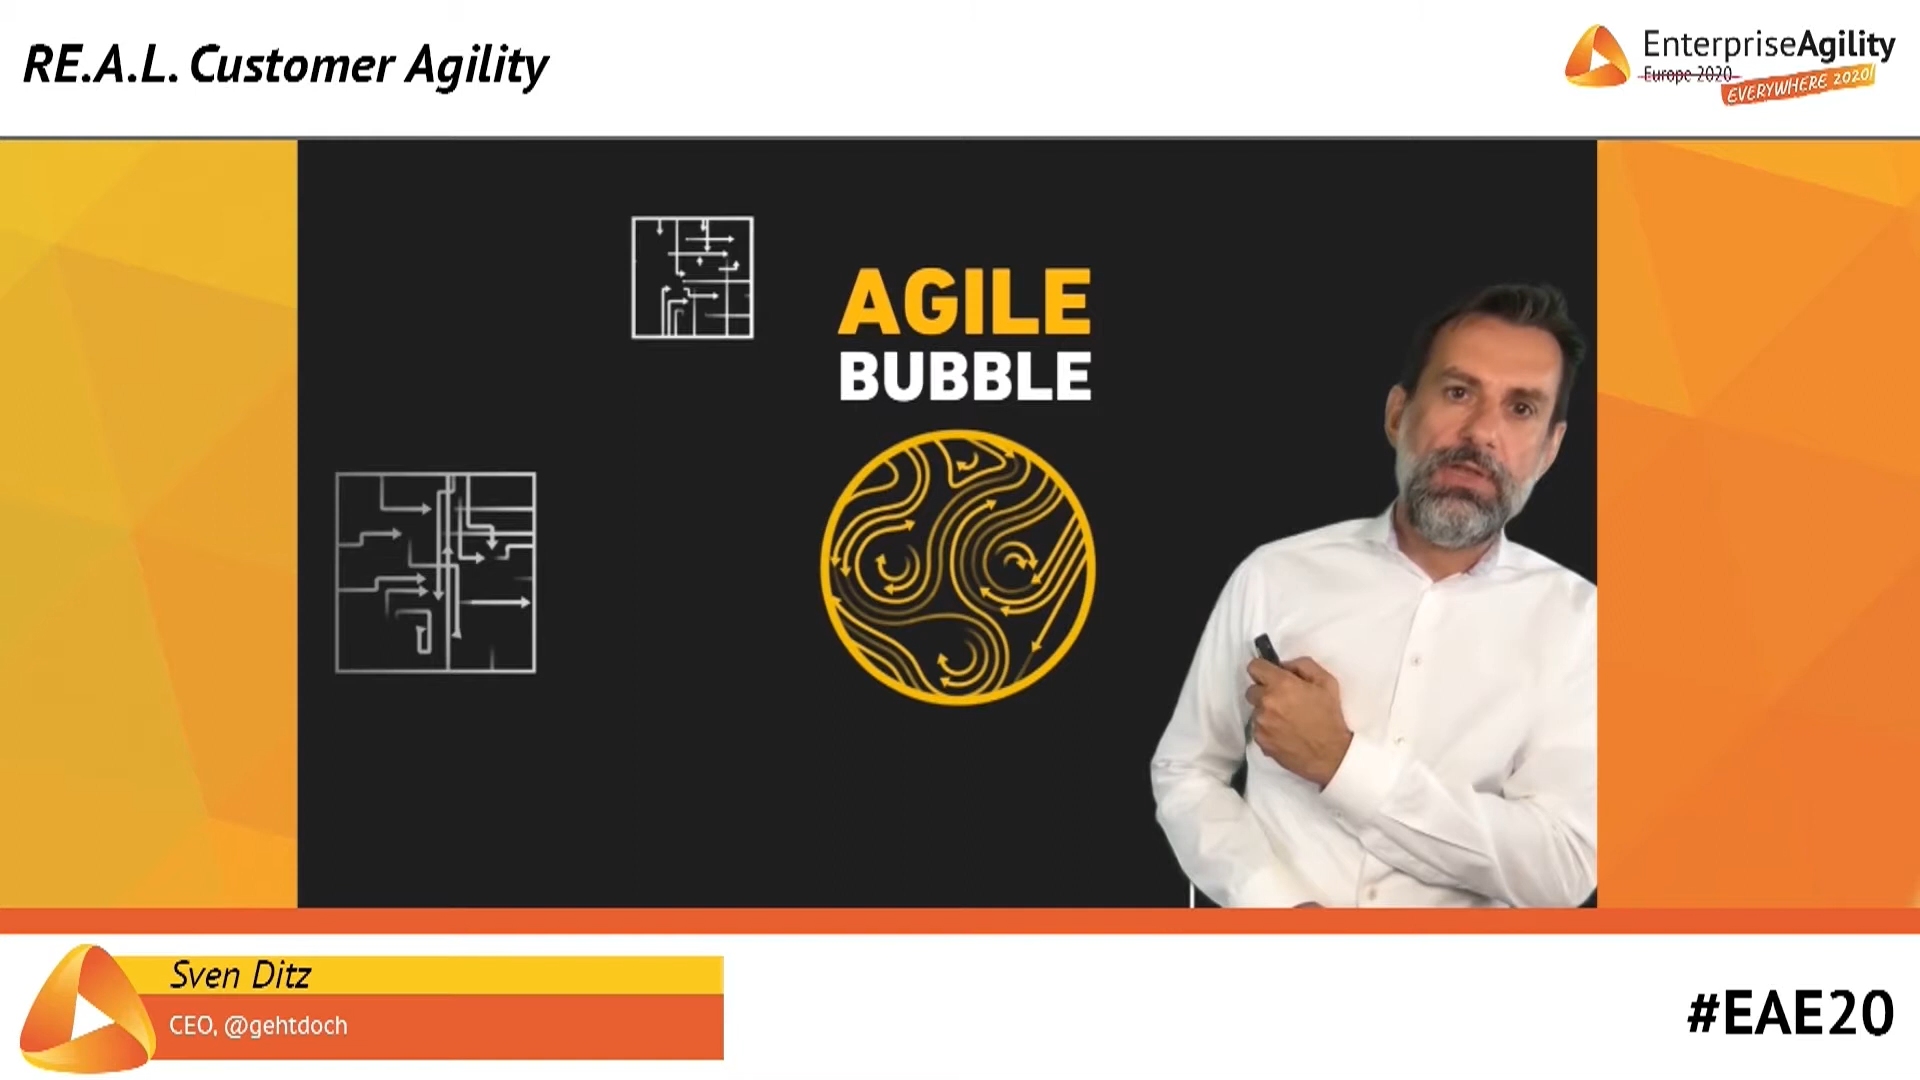 RE.A.L. Customer Agility
EnterpriseAgility
Europe 2020
EVERYWHERE 2020!
AGILE
BUBBLE
Sven Ditz
CEO, @gehtdoch
#EAE20